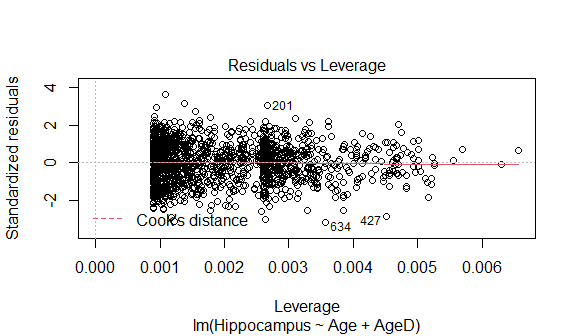 Residuals vs Leverage
Standardized residuals
4
2
0
-2
201
634
427
Cook's distance
0.000 0.001 0.002 0.003 0.004 0.005 0.006
Leverage
lm(Hippocampus ~ Age + AgeD)